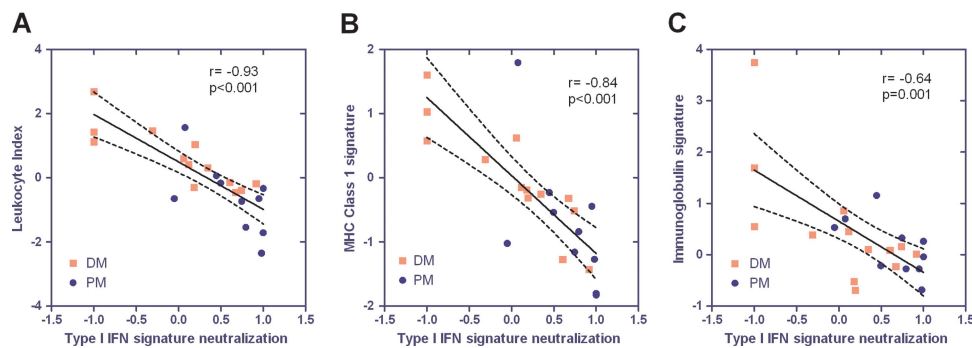 A
B
C
Leukocyte Index
4
2
0
-2
-4
r= -0.93
p<0.001
DM
PM
-1.5 -1.0 -0.5 0.0 0.5 1.0 1.5
Type I IFN signature neutralization
MHC Class 1 signature
2
1
0
-1
-2
r= -0.84
p<0.001
DM
PM
-1.5 -1.0 -0.5 0.0 0.5 1.0 1.5
Type I IFN signature neutralization
Immunoglobulin signature
4
3
2
1
0
-1
r= -0.64
p=0.001
DM
PM
-1.5 -1.0 -0.5 0.0 0.5 1.0 1.5
Type I IFN signature neutralization